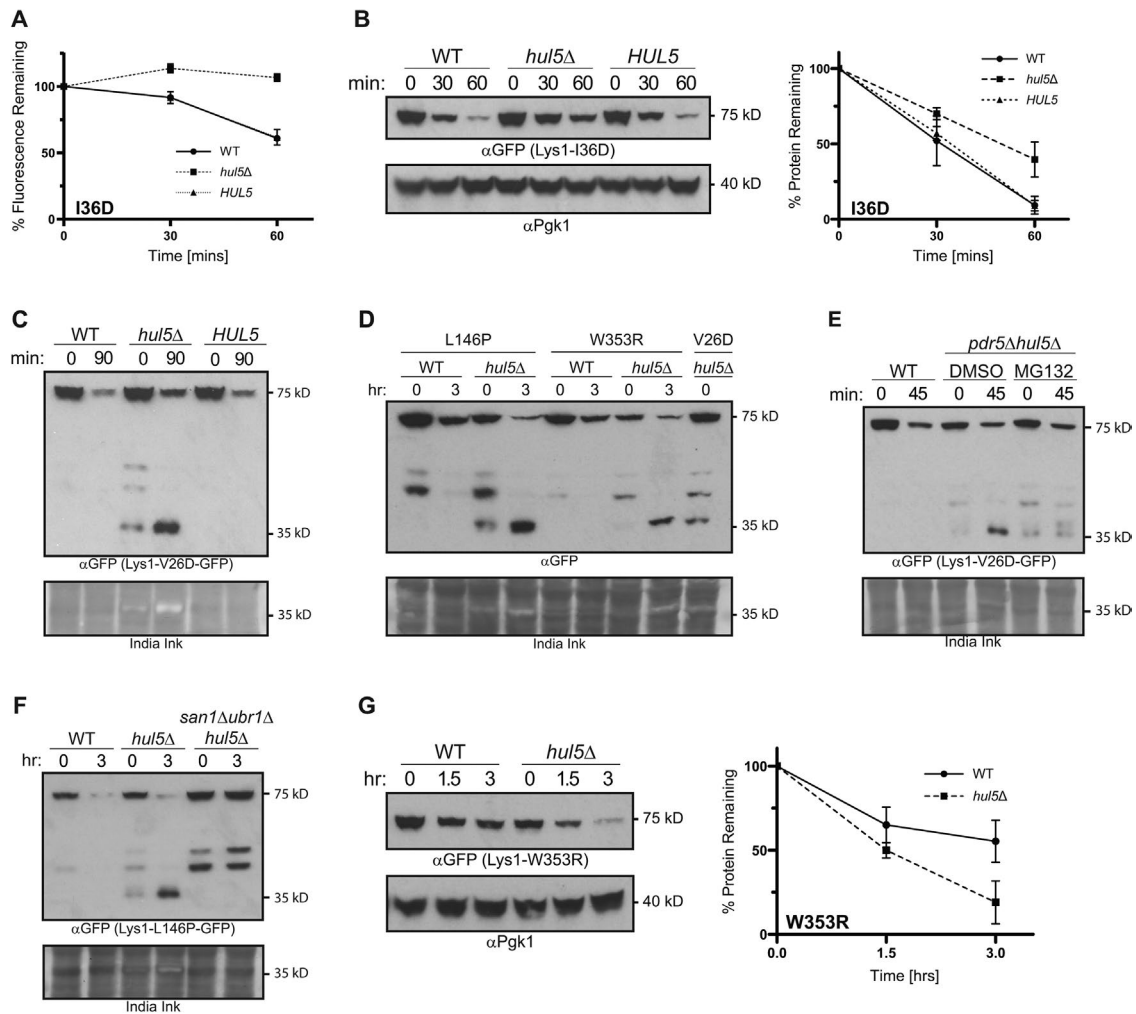 A
% Fluorescence Remaining
100
50
0
WT
hul5Δ
HUL5
I36D
0 30 60
Time [mins]
B
WT hul5Δ HUL5
min: 0 30 60 0 30 60 0 30 60
75 kD
αGFP (Lys1-I36D)
40 kD
αPgk1
% Protein Remaining
100
50
0
WT
hul5Δ
HUL5
I36D
0 30 60
Time [mins]
C
WT hul5Δ HUL5
min: 0 90 0 90 0 90
75 kD
35 kD
αGFP (Lys1-V26D-GFP)
35 kD
India Ink
D
L146P W353R V26D
WT hul5Δ WT hul5Δ hul5Δ
hr: 0 3 0 3 0 3 0 3 0
75 kD
35 kD
αGFP
35 kD
India Ink
E
pdr5Δhul5Δ
WT DMSO MG132
min: 0 45 0 45 0 45
75 kD
35 kD
αGFP (Lys1-V26D-GFP)
35 kD
India Ink
F
san1Δubr1Δ
WT hul5Δ hul5Δ
hr: 0 3 0 3 0 3
75 kD
35 kD
αGFP (Lys1-L146P-GFP)
35 kD
India Ink
G
WT hul5Δ
hr: 0 1.5 3 0 1.5 3
75 kD
αGFP (Lys1-W353R)
40 kD
αPgk1
% Protein Remaining
100
50
0
WT
hul5Δ
W353R
0.0 1.5 3.0
Time [hrs]